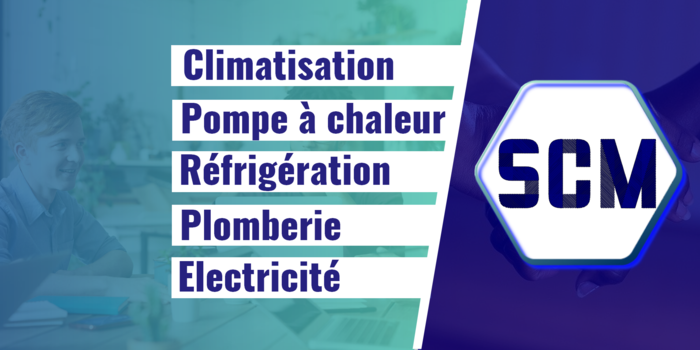 Climatisation
Pompe à chaleur
Réfrigération
Plomberie
Electricité
SCM